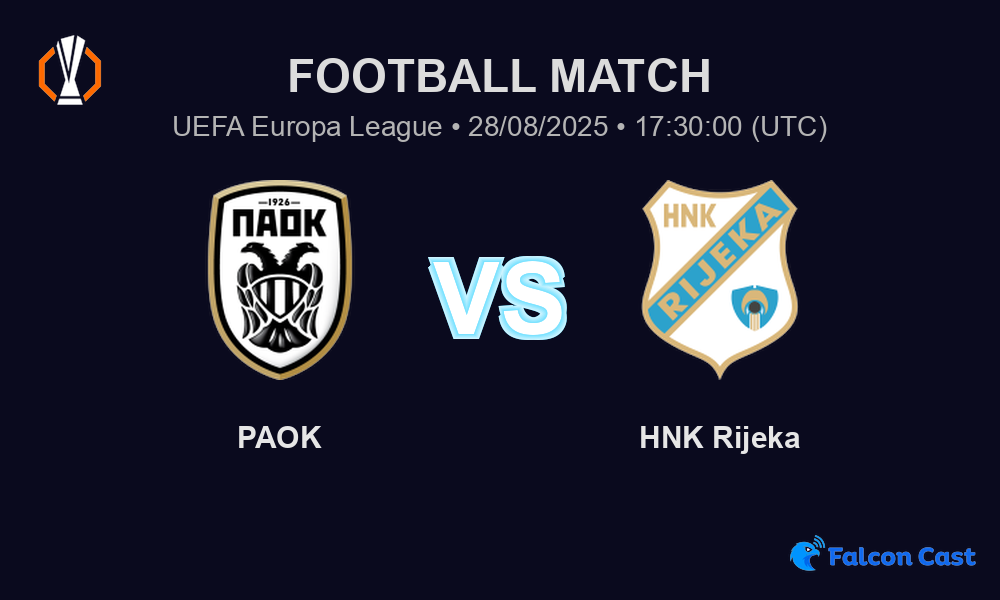 FOOTBALL MATCH
UEFA Europa League • 28/08/2025 • 17:30:00 (UTC)
1926
ΠΑΟΚ
HNK
RIJEKA
VS
PAOK
HNK Rijeka
Falcon Cast